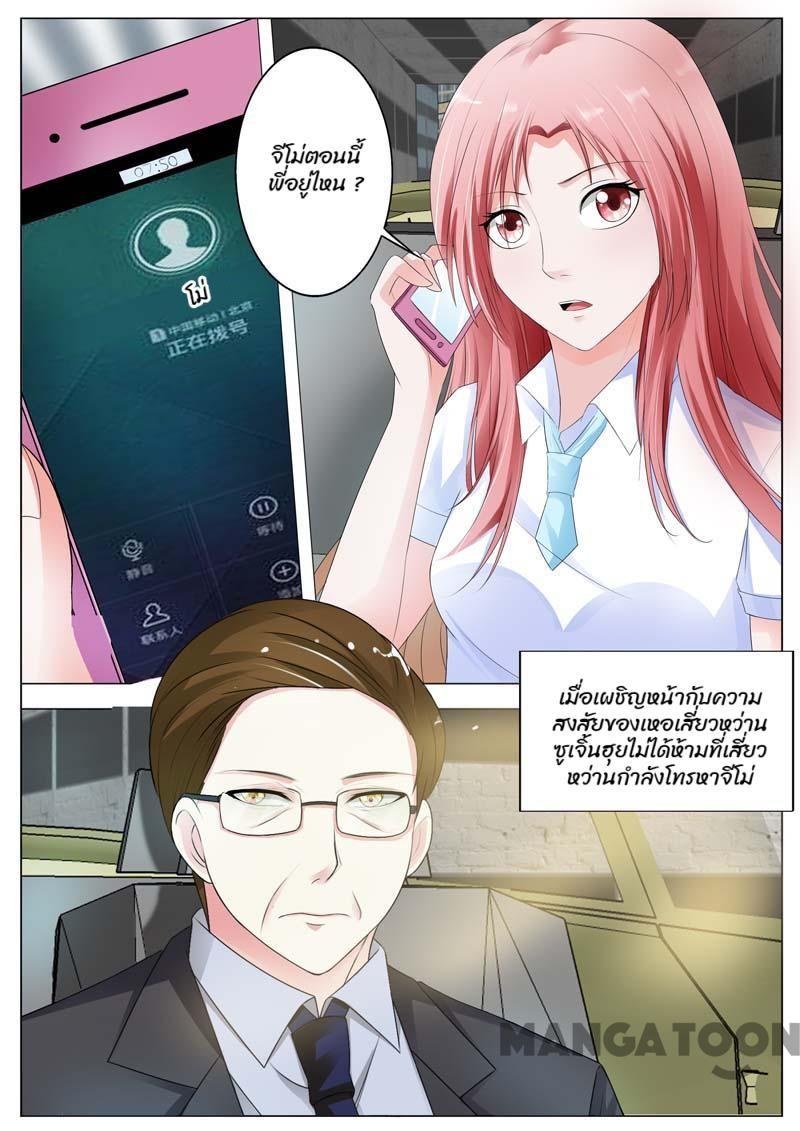 07:50
โม่
中国移动 | 北京
正在拨号
等待
静音
联系人
จีโม่ตอนนี้
พี่อยู่ไหน ?
เมื่อเผชิญหน้ากับความ
สงสัยของเหอเสี่ยวหว่าน
ซูเจิ้นฮุยไม่ได้ห้ามที่เสี่ยว
หว่านกำลังโทรหาจีโม่
MANGATOON